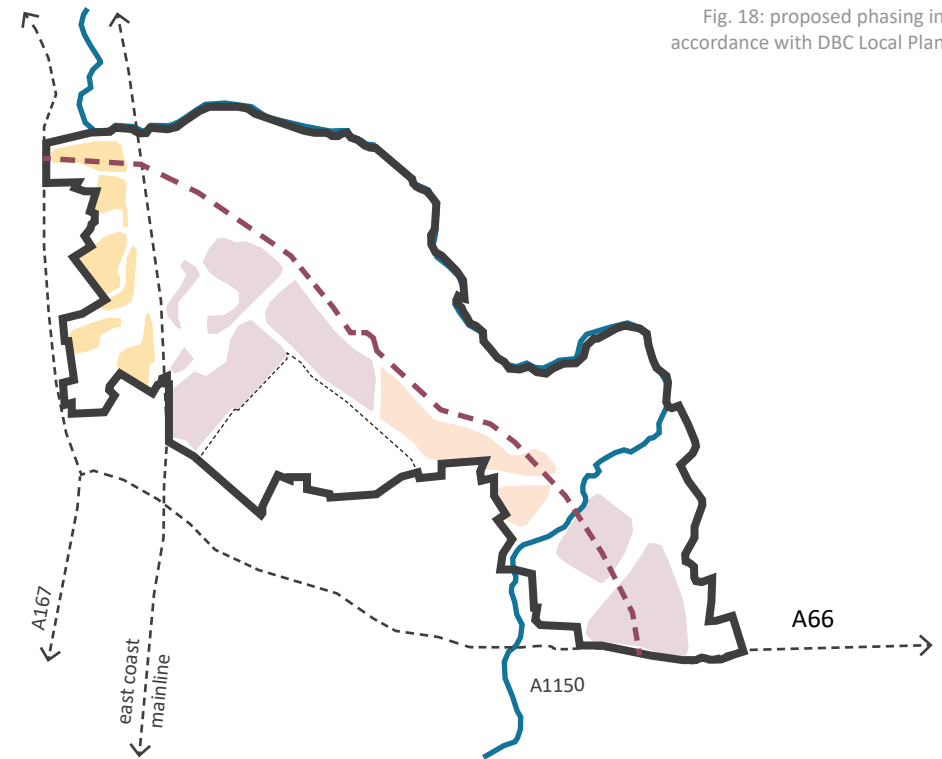 Fig. 18: proposed phasing in
accordance with DBC Local Plan
A167
east coast
mainline
A1150
A66